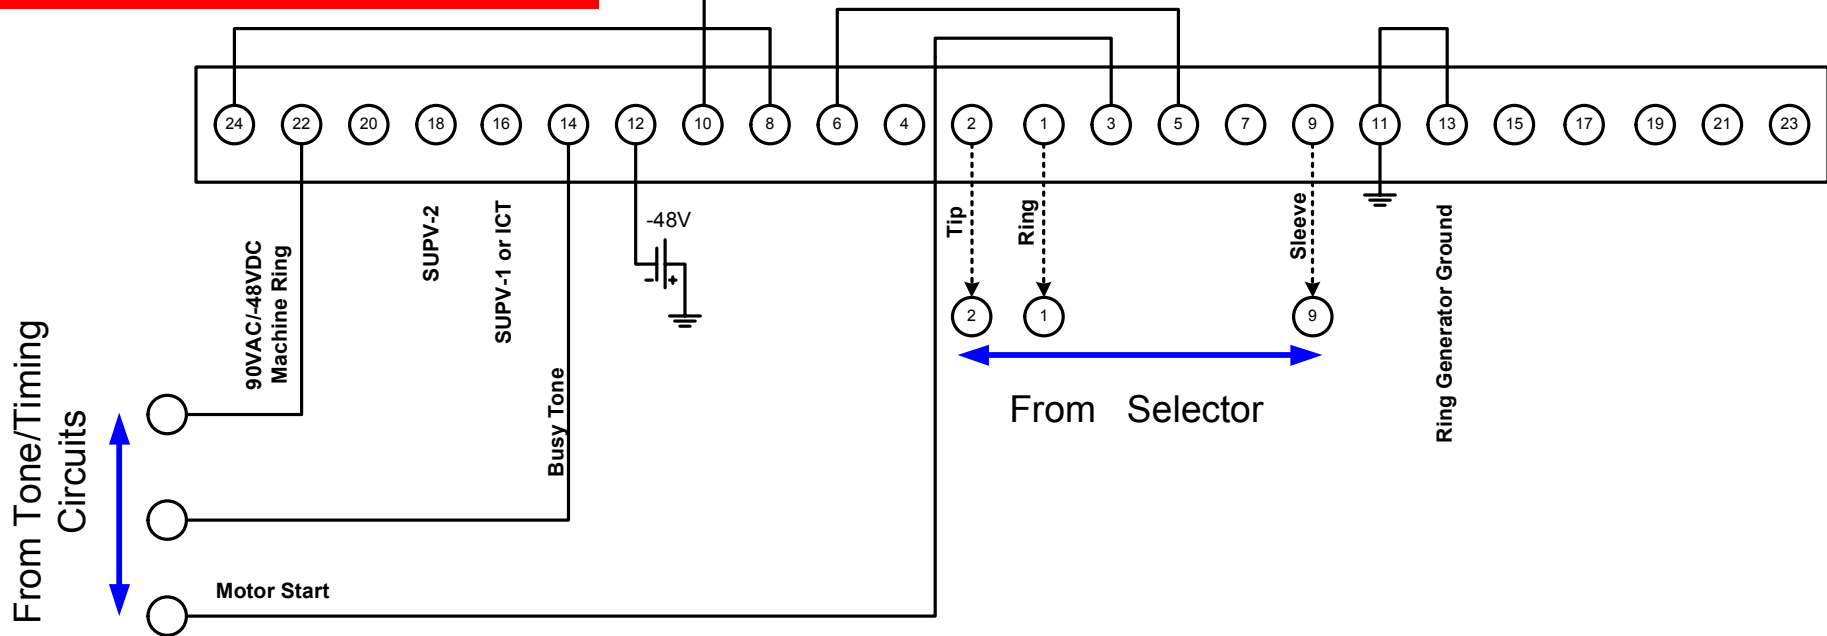 24 22 20 18 16 14 12 10 8 6 4 2 1 3 5 7 9 11 13 15 17 19 21 23
90VAC/-48VDC
Machine Ring
SUPV-2
SUPV-1 or ICT
Busy Tone
-48V
- +
Tip
Ring
Sleeve
Ring Generator Ground
2 1 9
From Selector
From Tone/Timing
Circuits
Motor Start